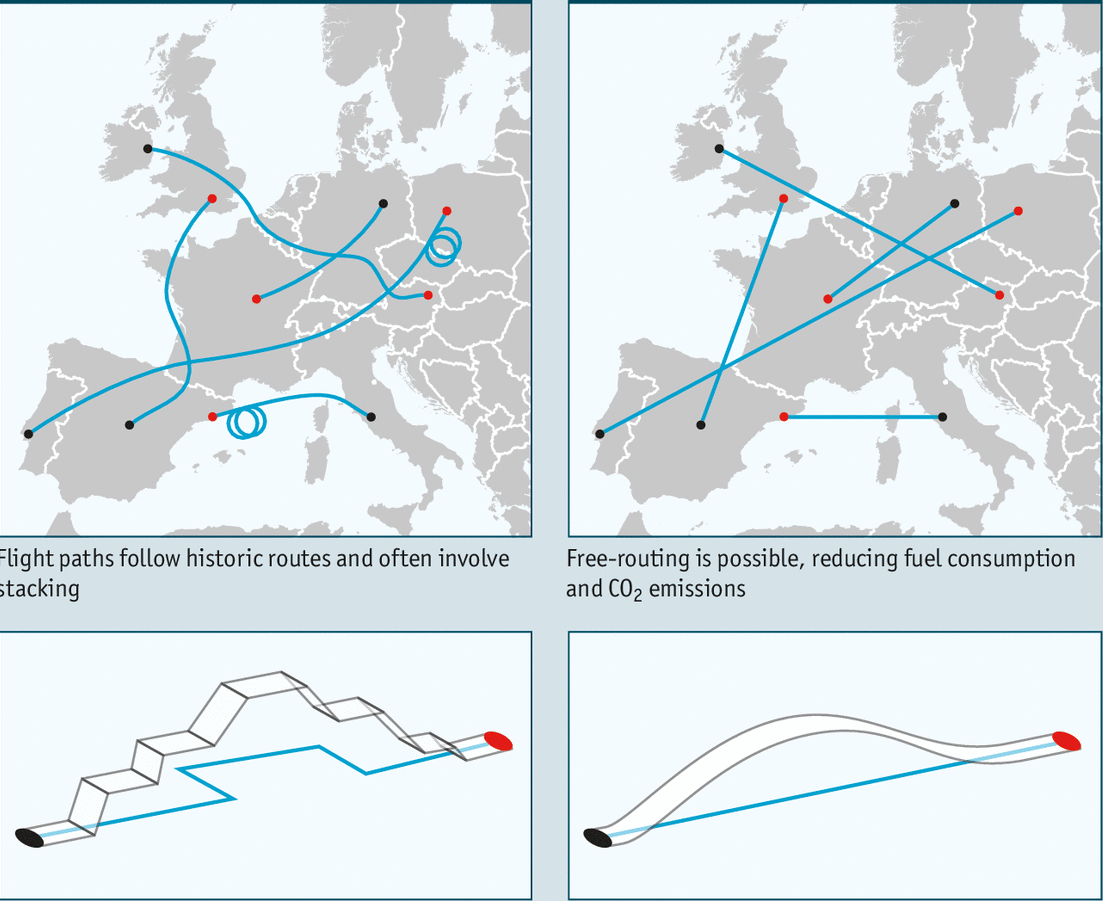 Flight paths follow historic routes and often involve
stacking
Free-routing is possible, reducing fuel consumption
and CO₂ emissions